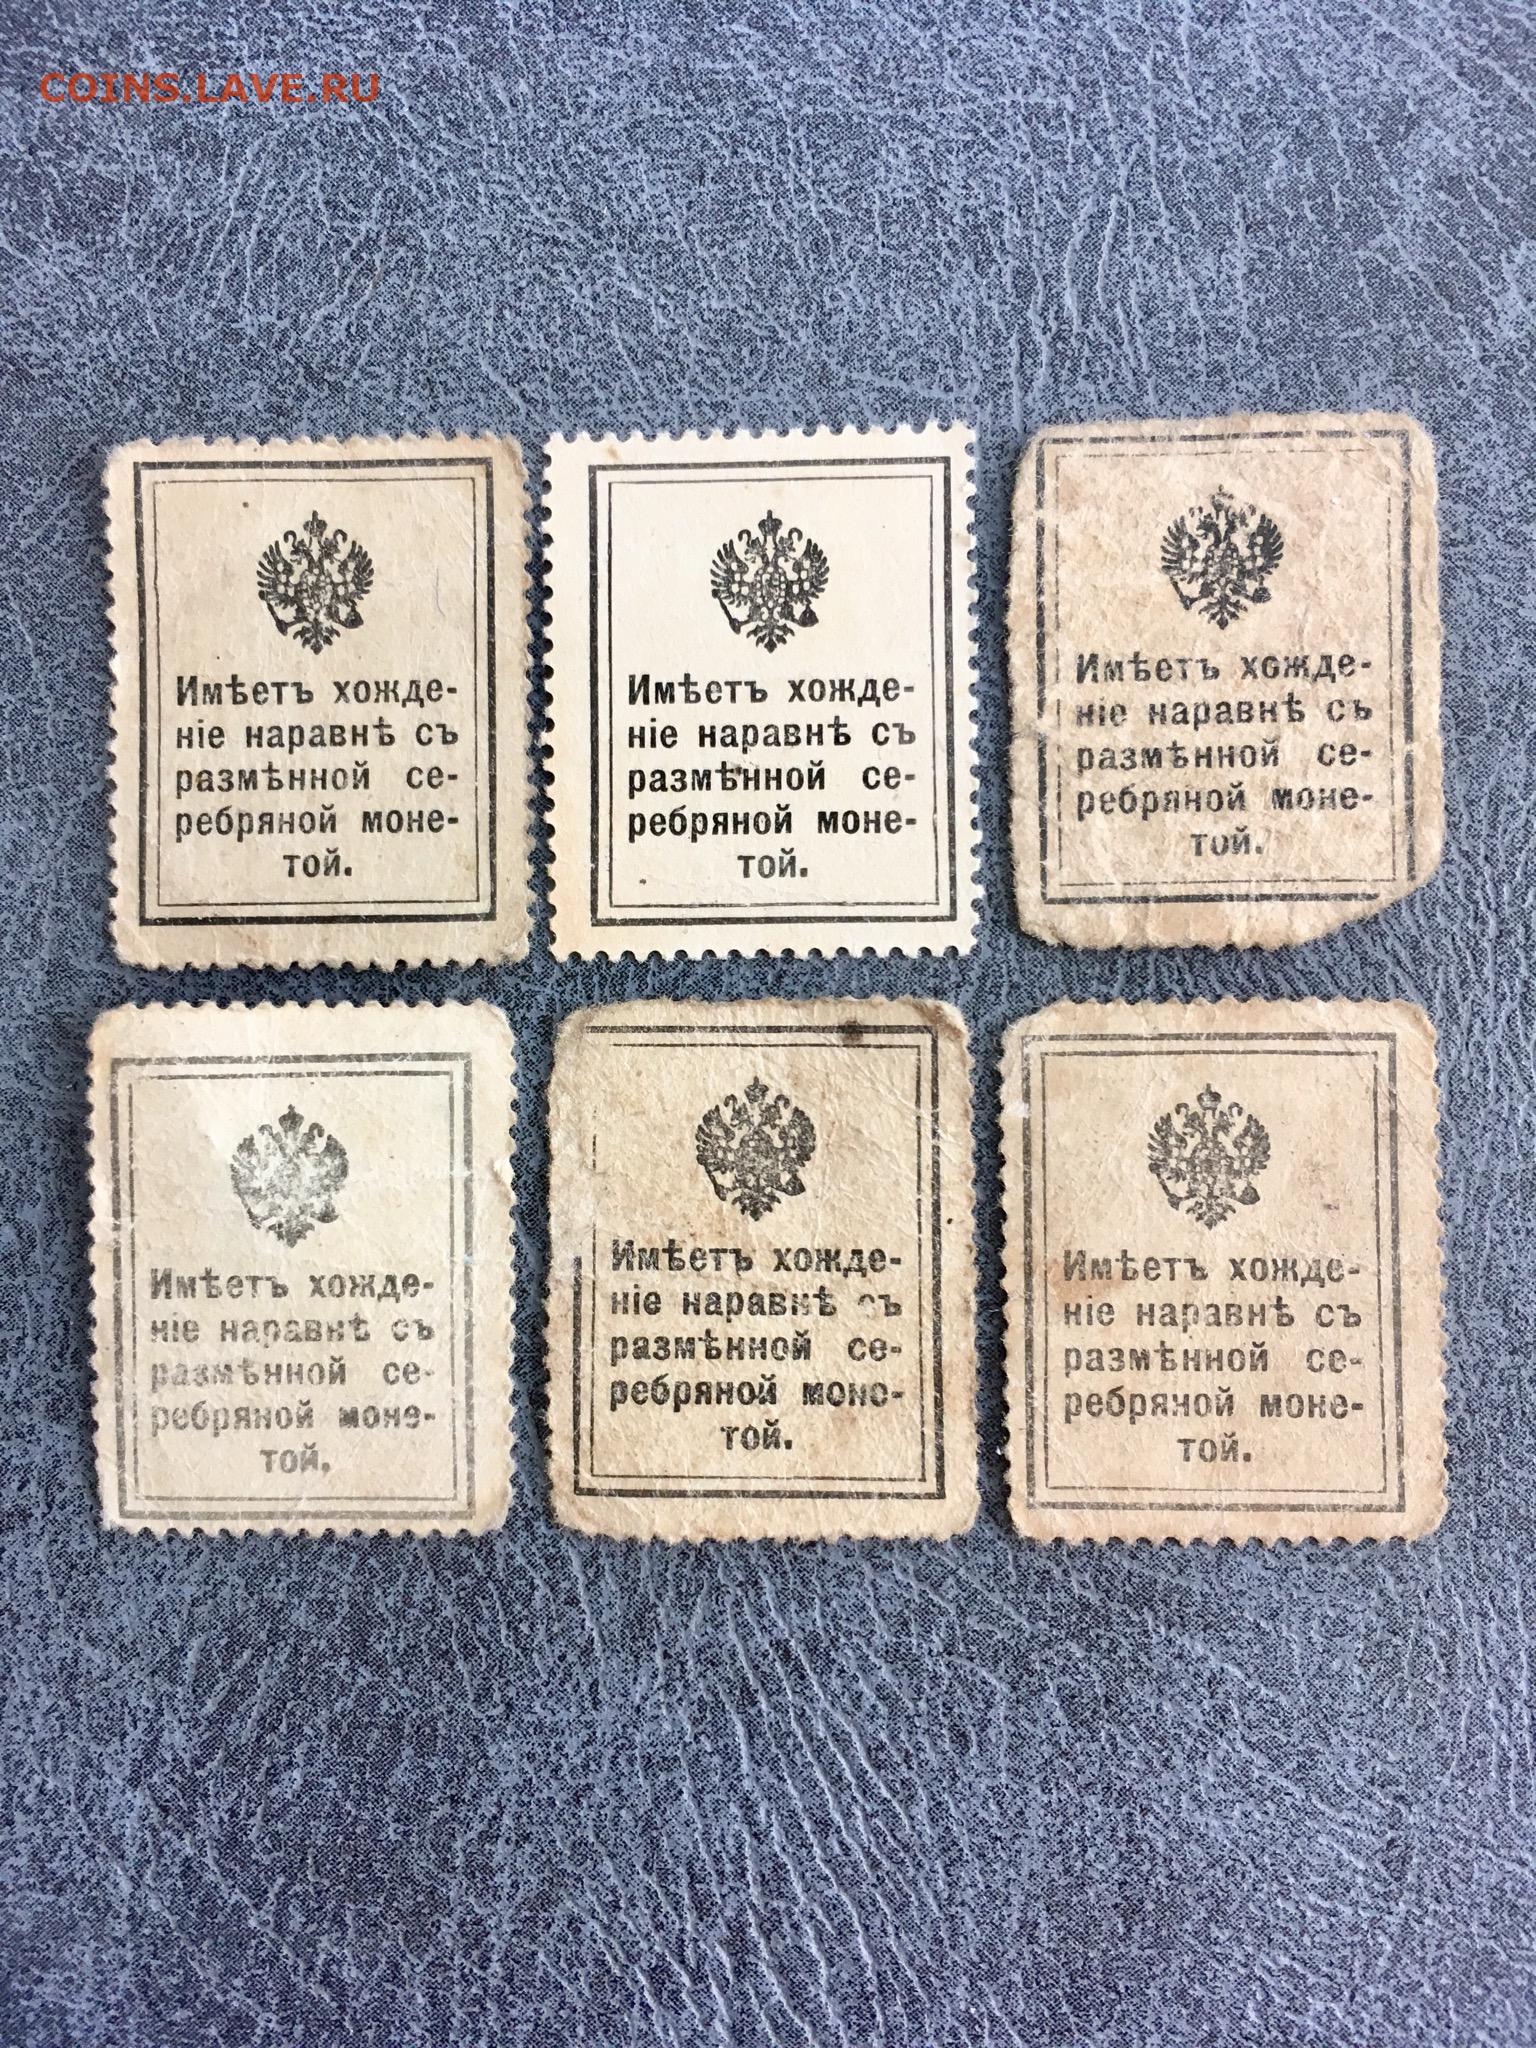 COINS.LAVE.RU
Имѣетъ хожде-
ніе наравнѣ съ
размѣнной се-
ребряной моне-
той.
Имѣетъ хожде-
ніе наравнѣ съ
размѣнной се-
ребряной моне-
той.
Имѣетъ хожде-
ніе наравнѣ съ
размѣнной се-
ребряной моне-
той.
Имѣетъ хожде-
ніе наравнѣ съ
размѣнной се-
ребряной моне-
той.
Имѣетъ хожде-
ніе наравнѣ съ
размѣнной се-
ребряной моне-
той.
Имѣетъ хожде-
ніе наравнѣ съ
размѣнной се-
ребряной моне-
той.